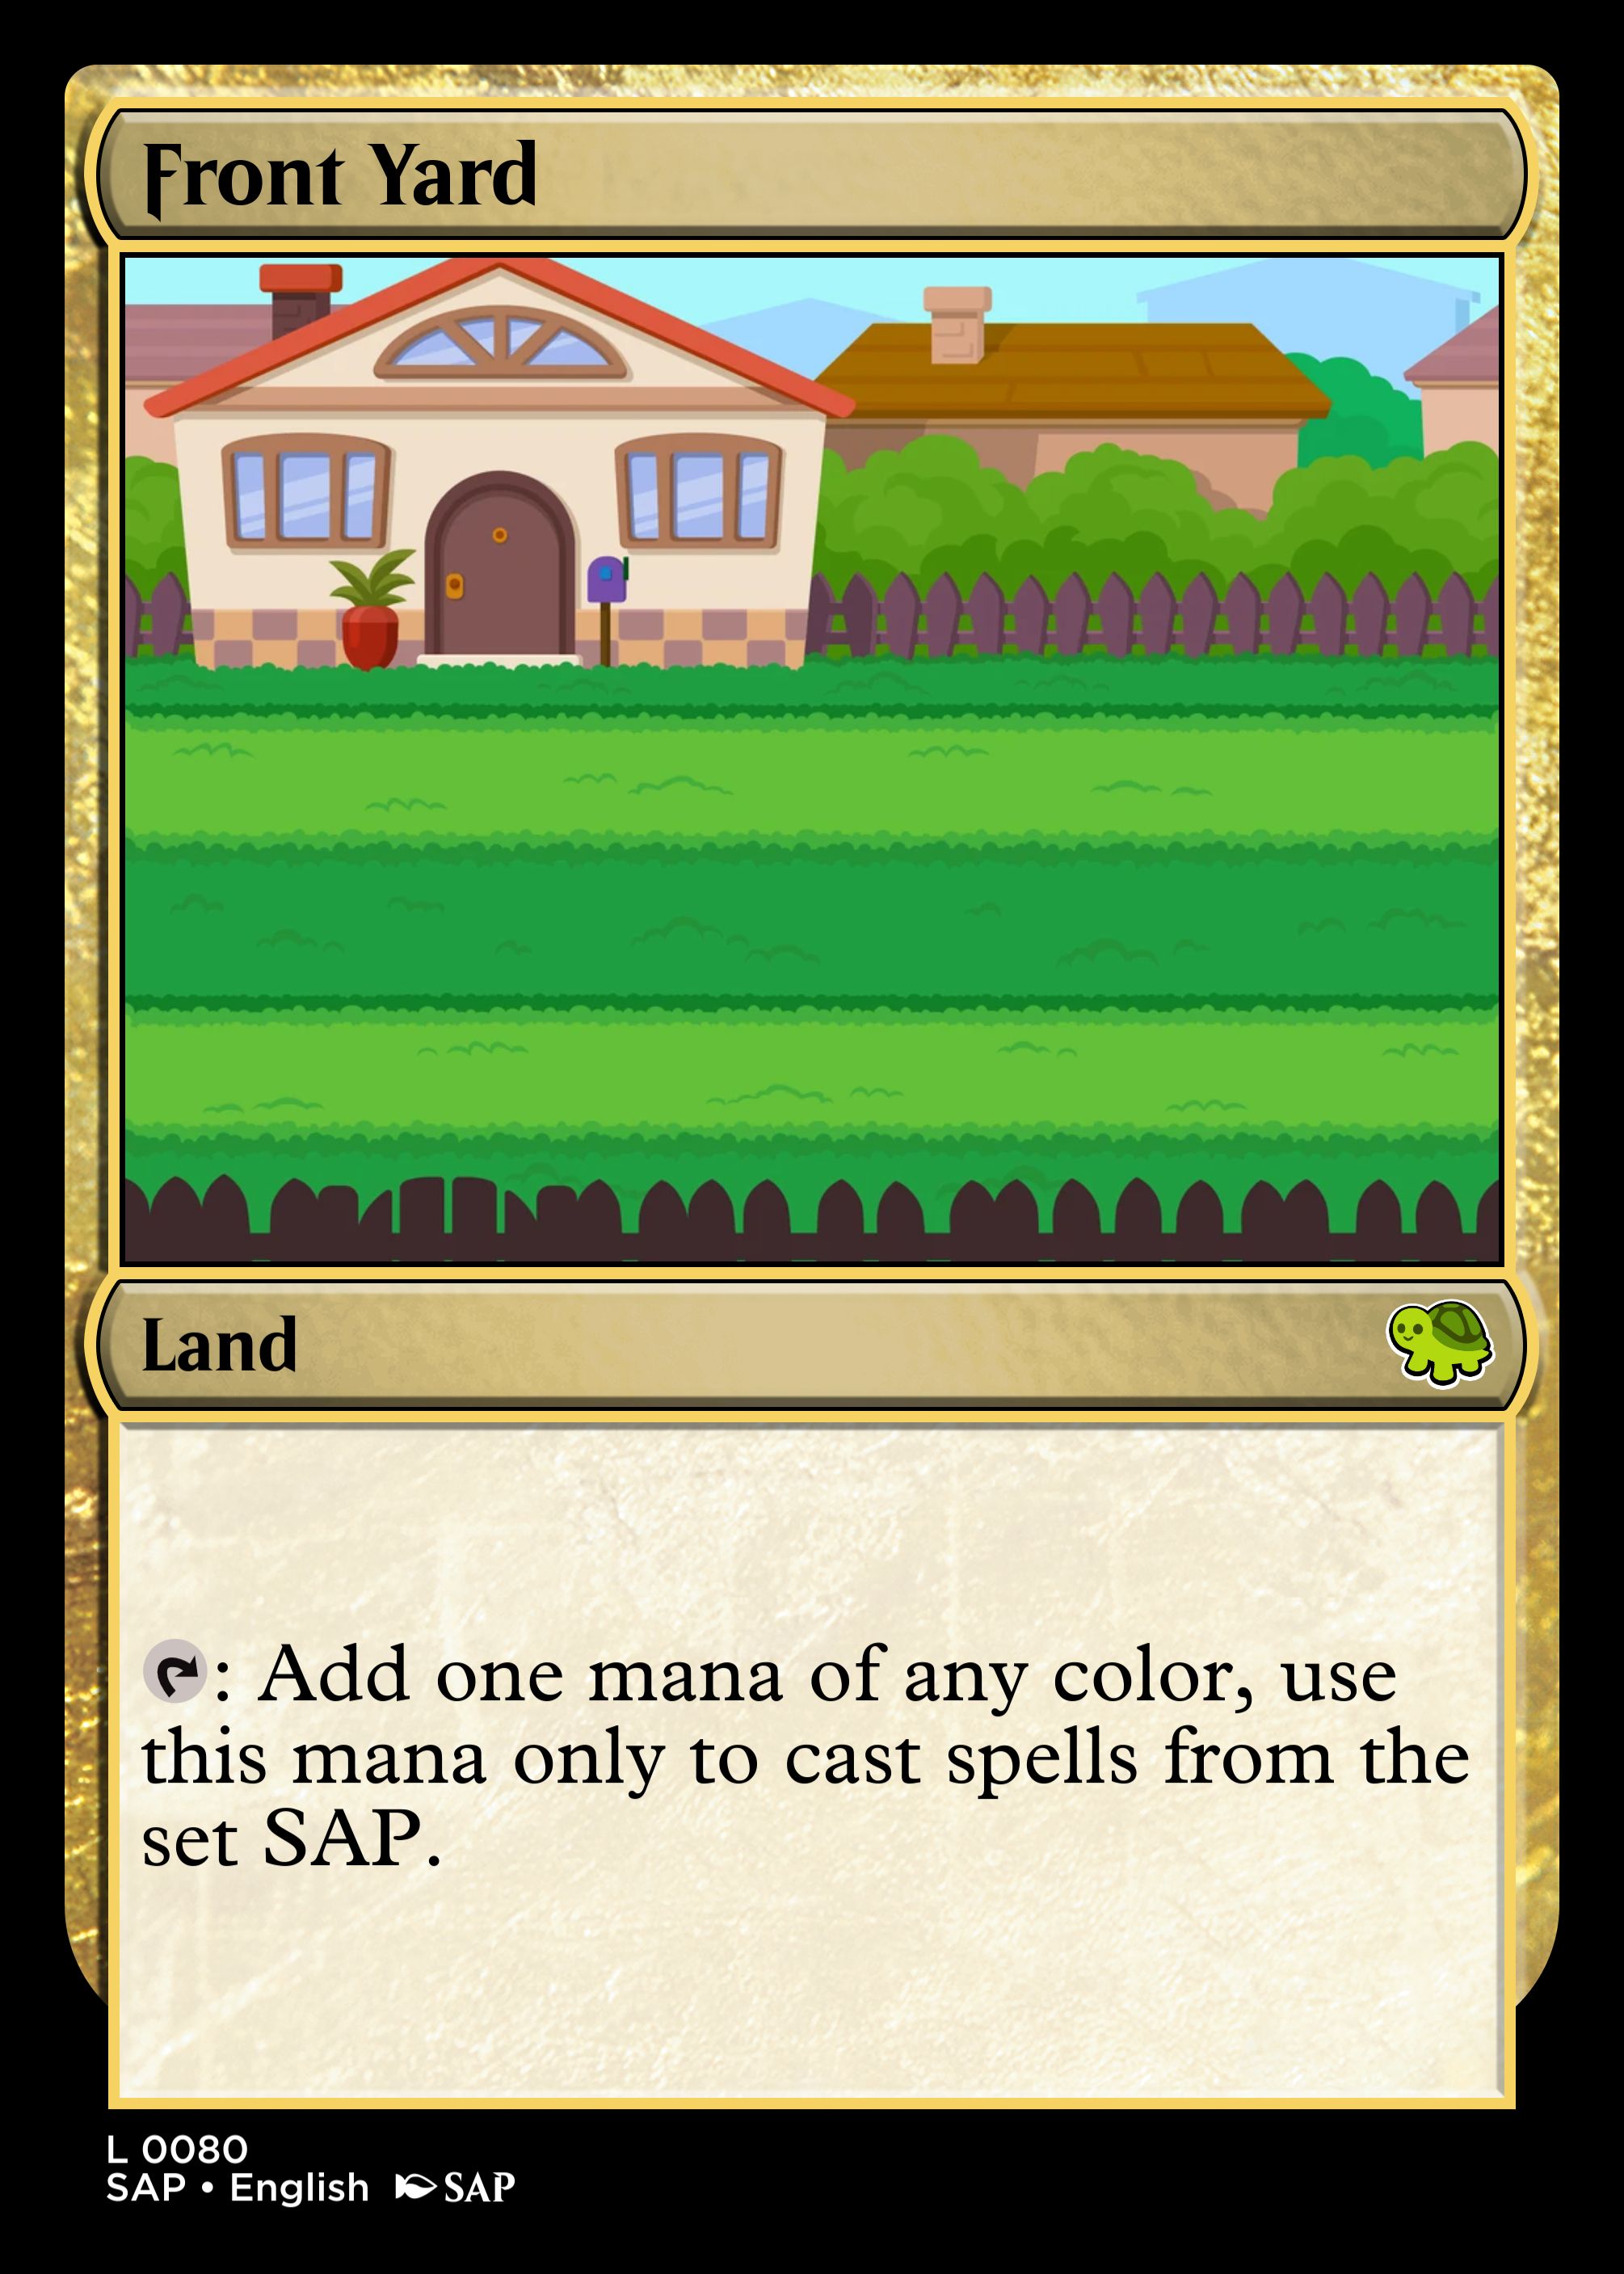 Front Yard
Land
: Add one mana of any color, use
this mana only to cast spells from the
set SAP.
L 0080
SAP • English SAP